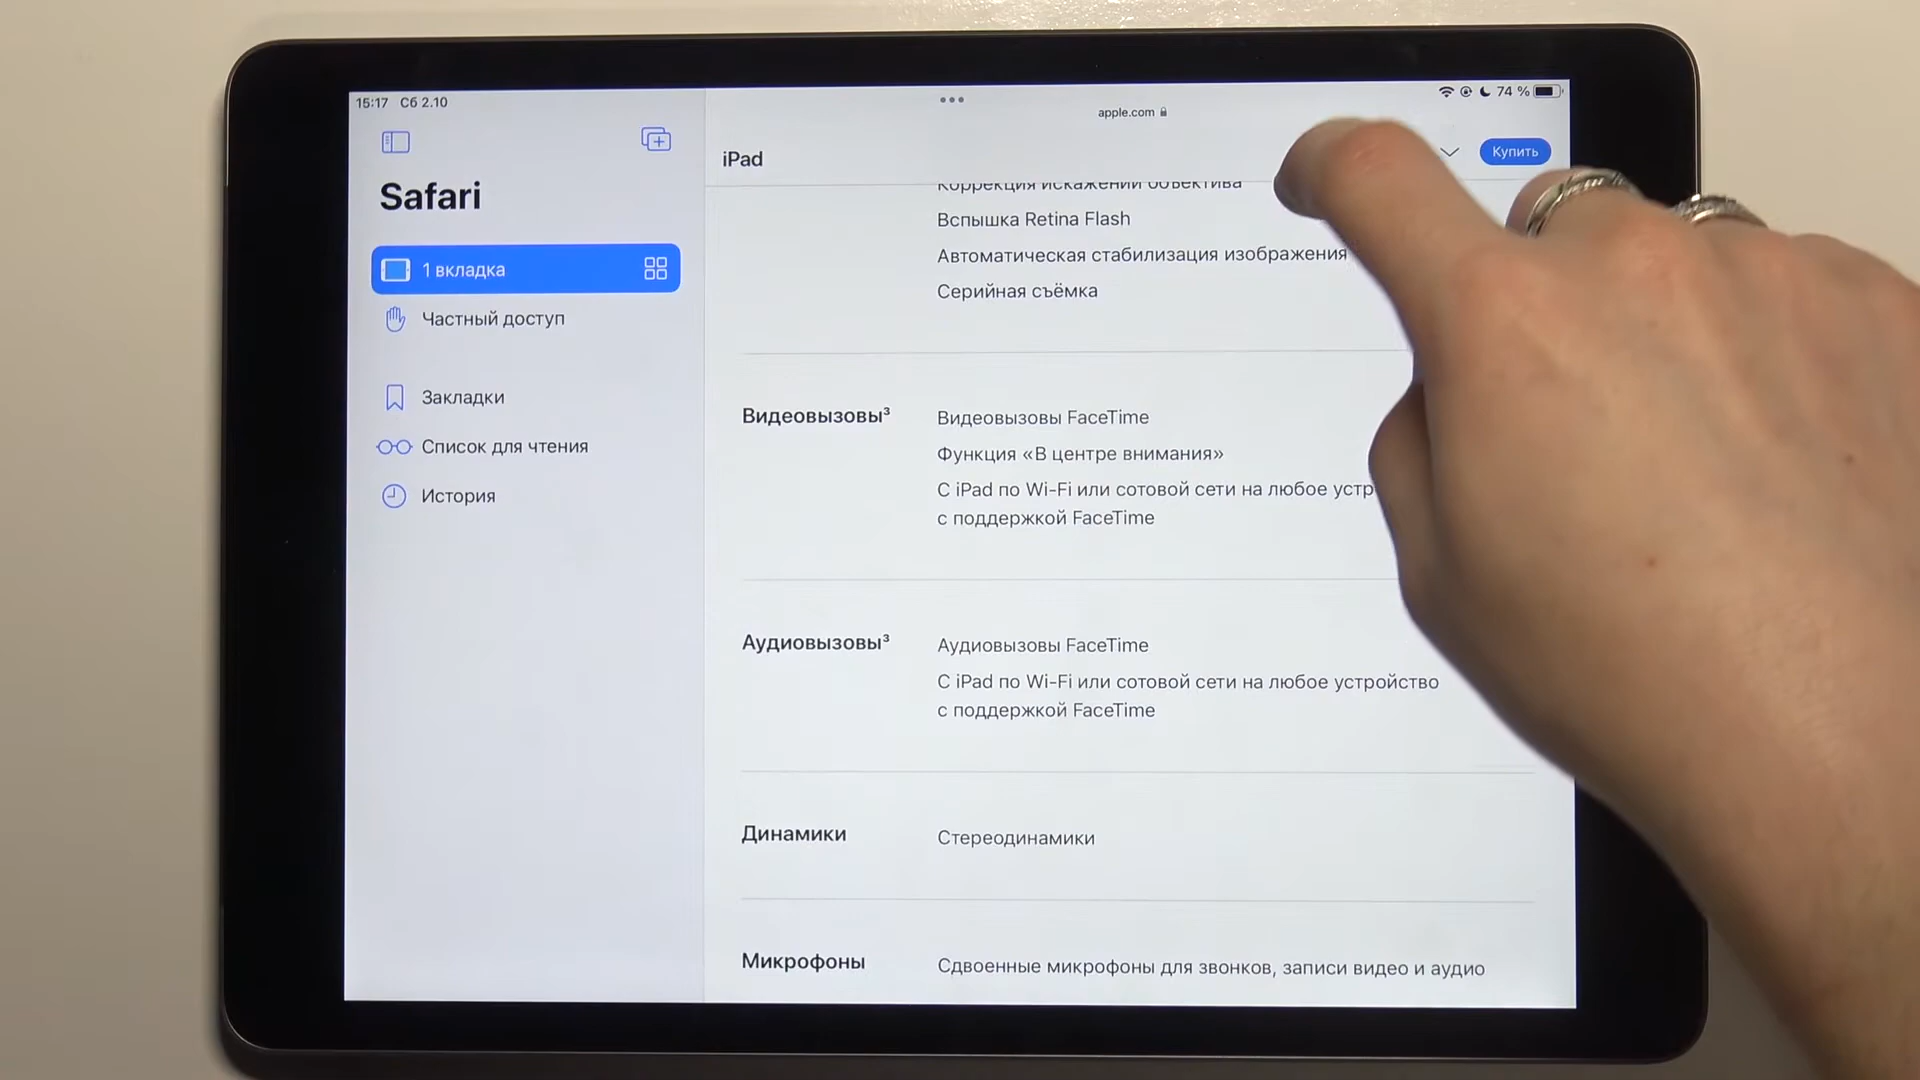 15:17 Сб 2.10
74 %
apple.com
Safari
1 вкладка
Частный доступ
Закладки
Список для чтения
История
iPad
Купить
Коррекция искажений объектива
Вспышка Retina Flash
Автоматическая стабилизация изображения
Серийная съёмка
Видеовызовы³
Видеовызовы FaceTime
Функция «В центре внимания»
С iPad по Wi-Fi или сотовой сети на любое
с поддержкой FaceTime
Аудиовызовы³
Аудиовызовы FaceTime
С iPad по Wi-Fi или сотовой сети на любое устройство
с поддержкой FaceTime
Динамики
Стереодинамики
Микрофоны
Сдвоенные микрофоны для звонков, записи видео и аудио